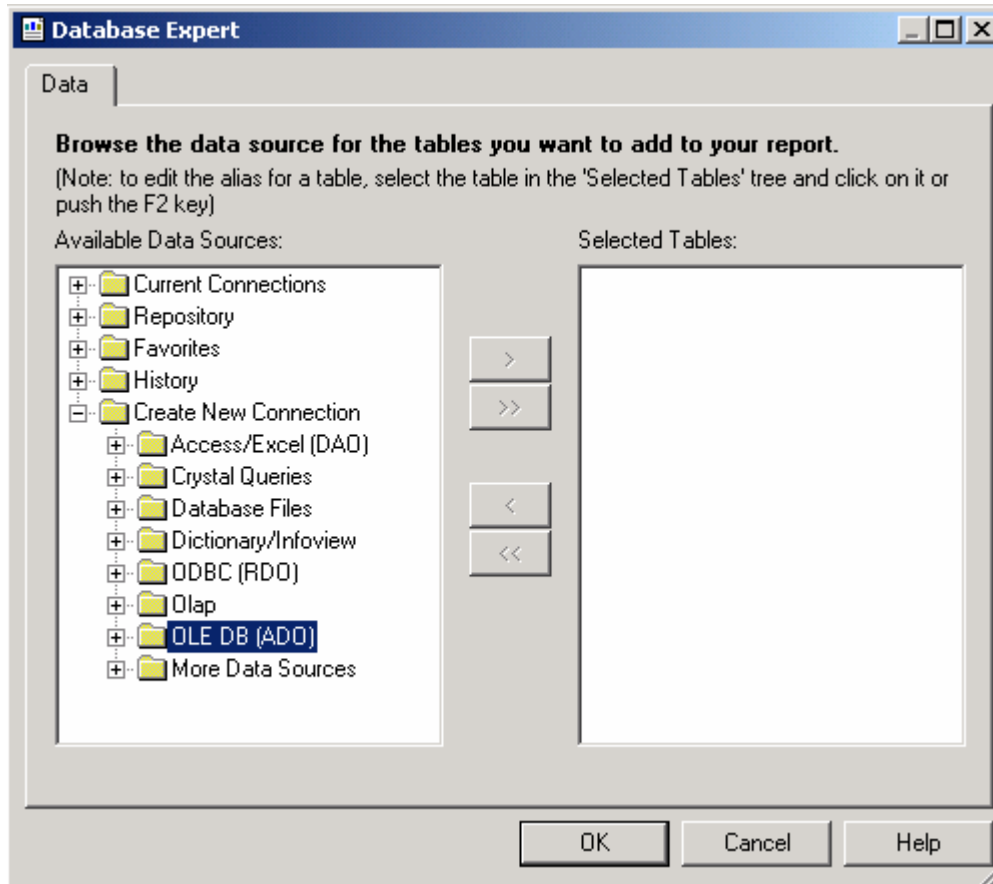 Database Expert
Data
Browse the data source for the tables you want to add to your report.
(Note: to edit the alias for a table, select the table in the 'Selected Tables' tree and click on it or
push the F2 key)
Available Data Sources:
Selected Tables:
Current Connections
Repository
Favorites
History
Create New Connection
Access/Excel (DAO)
Crystal Queries
Database Files
Dictionary/Infoview
ODBC (RDO)
Olap
OLE DB (ADO)
More Data Sources
>
>>
<
<<
OK
Cancel
Help